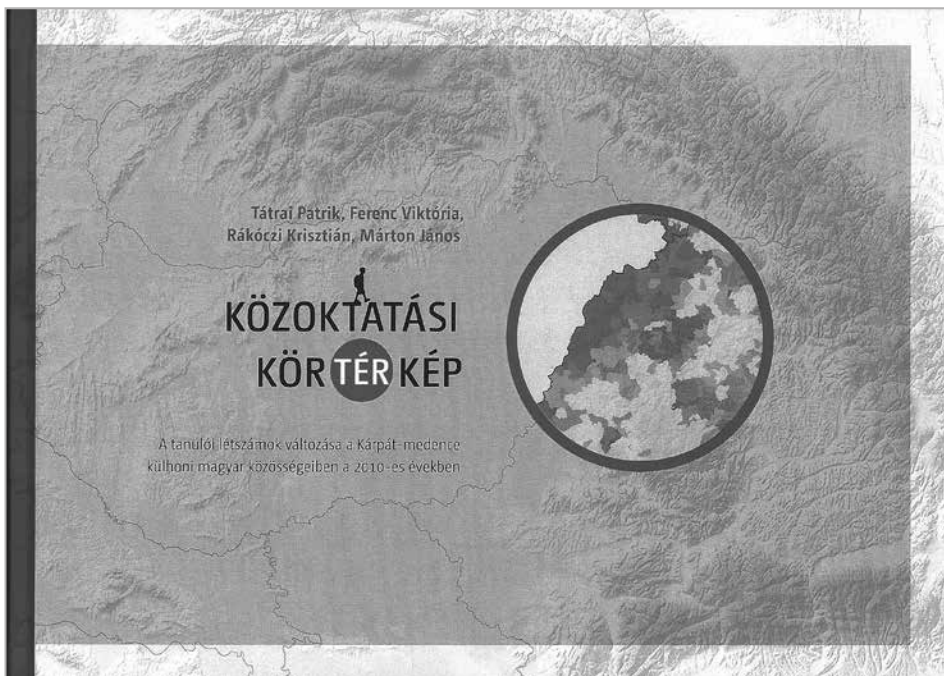 Tátrai Patrik, Ferenc Viktória,
Rákóczi Krisztián, Márton János
KÖZOKTATÁSI
KÖR TÉR KÉP
A tanulói létszámok változása a Kárpát-medence
külhoni magyar közösségeiben a 2010-es években